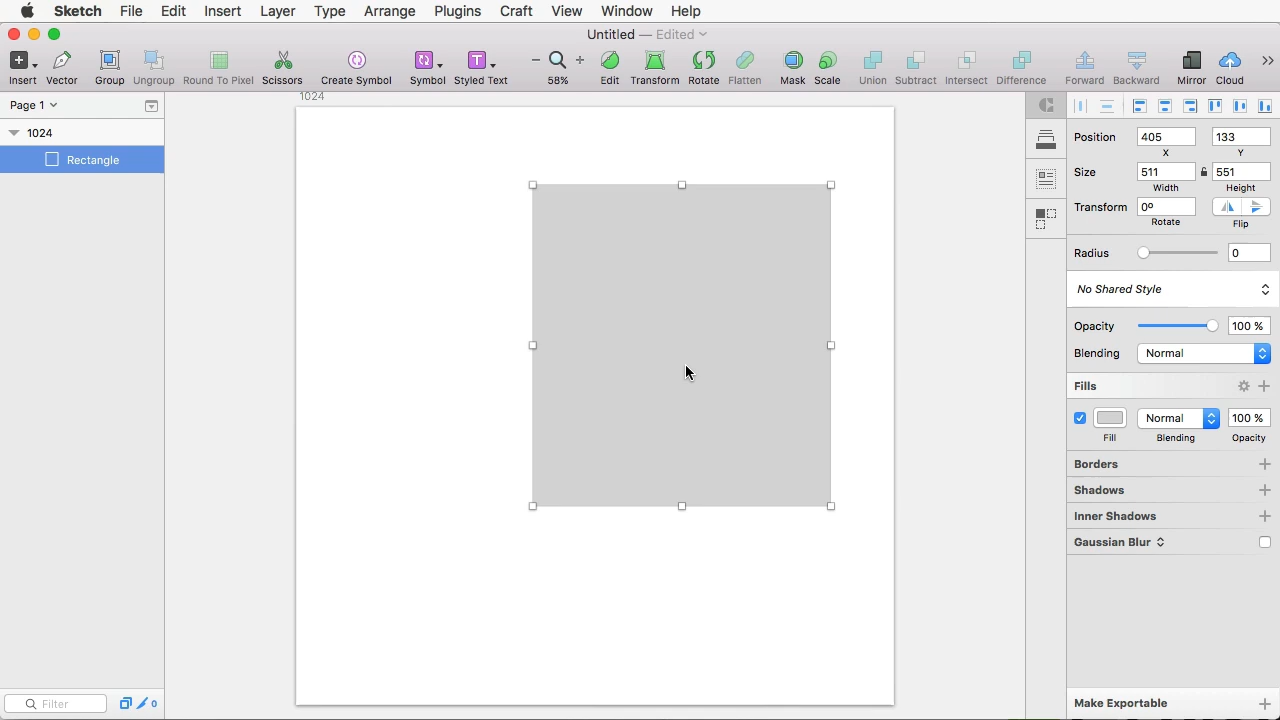 Sketch File Edit Insert Layer Type Arrange Plugins Craft View Window Help
Untitled — Edited
Insert Vector Group Ungroup Round To Pixel Scissors Create Symbol Symbol Styled Text 58% Edit Transform Rotate Flatten Mask Scale Union Subtract Intersect Difference Forward Backward Mirror Cloud
Page 1
1024
Rectangle
Filter
0
1024
Position 405 133
X Y
Size 511 551
Width Height
Transform 0º
Rotate Flip
Radius 0
No Shared Style
Opacity 100 %
Blending Normal
Fills
Normal 100 %
Fill Blending Opacity
Borders
Shadows
Inner Shadows
Gaussian Blur
Make Exportable